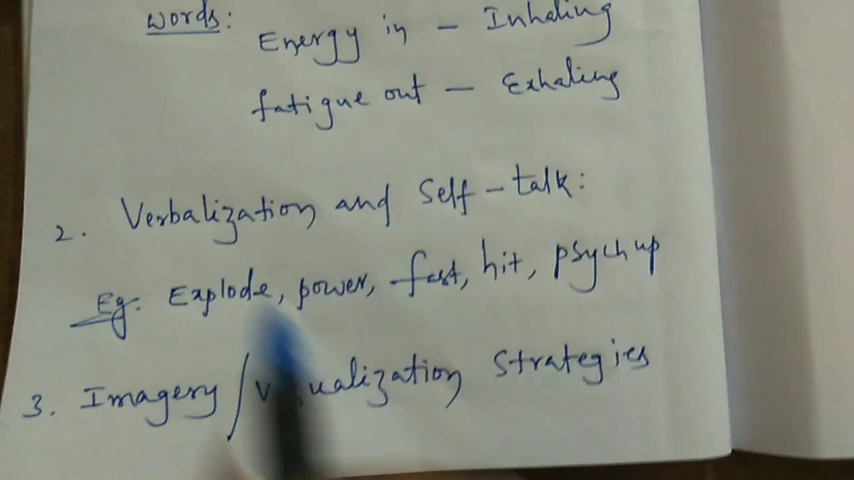 words:
Energy in - Inhaling
fatigue out - Exhaling
2. Verbalization and Self-talk:
Eg. Explode, power, fast, hit, psych up
3. Imagery/visualization Strategies